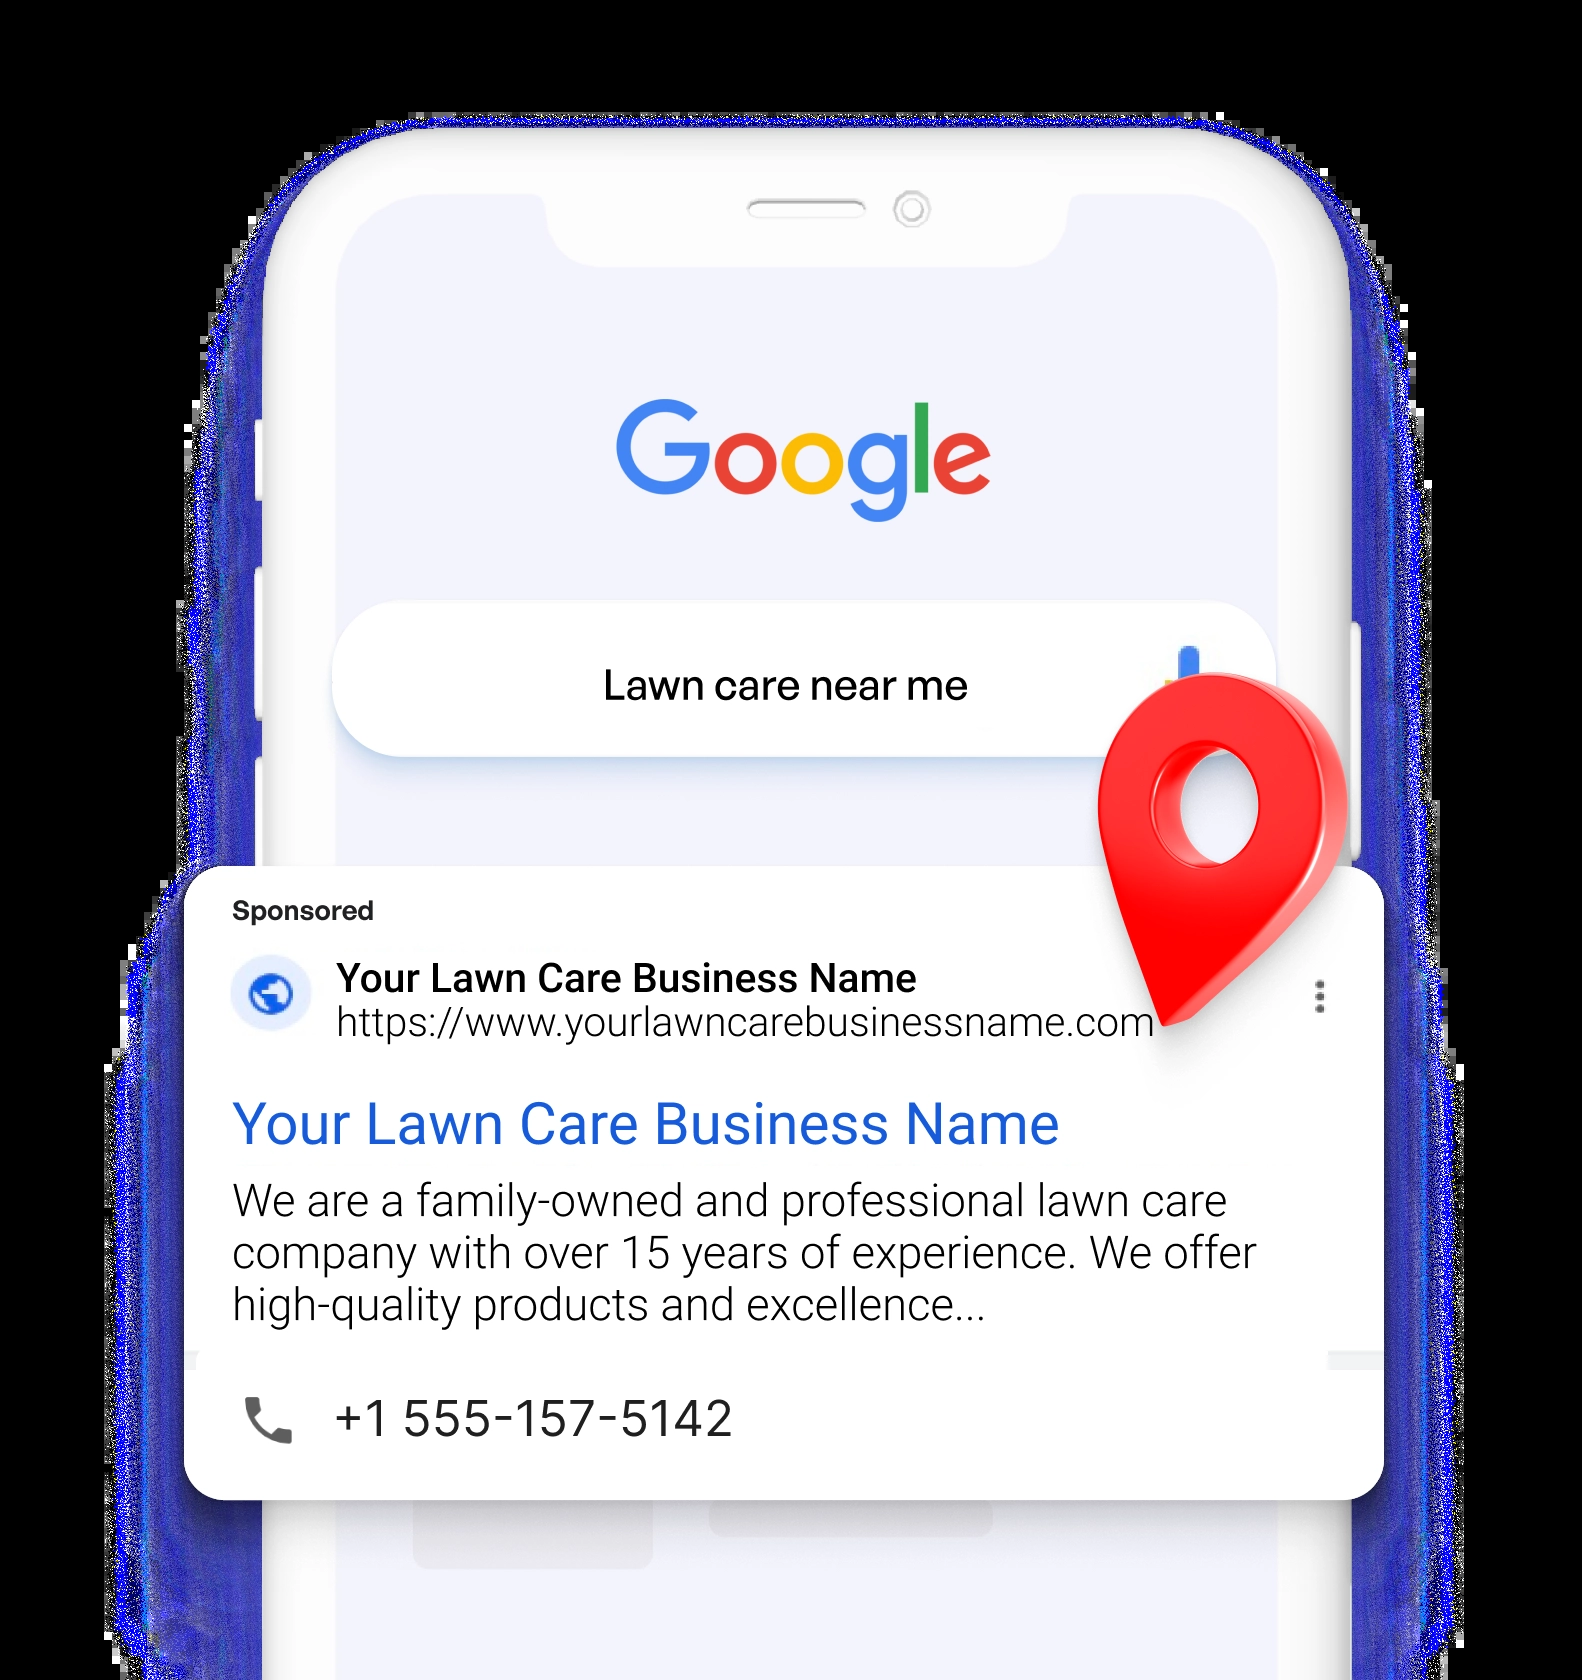 Google
Lawn care near me
Sponsored
Your Lawn Care Business Name
https://www.yourlawncarebusinessname.com
Your Lawn Care Business Name
We are a family-owned and professional lawn care
company with over 15 years of experience. We offer
high-quality products and excellence...
+1 555-157-5142